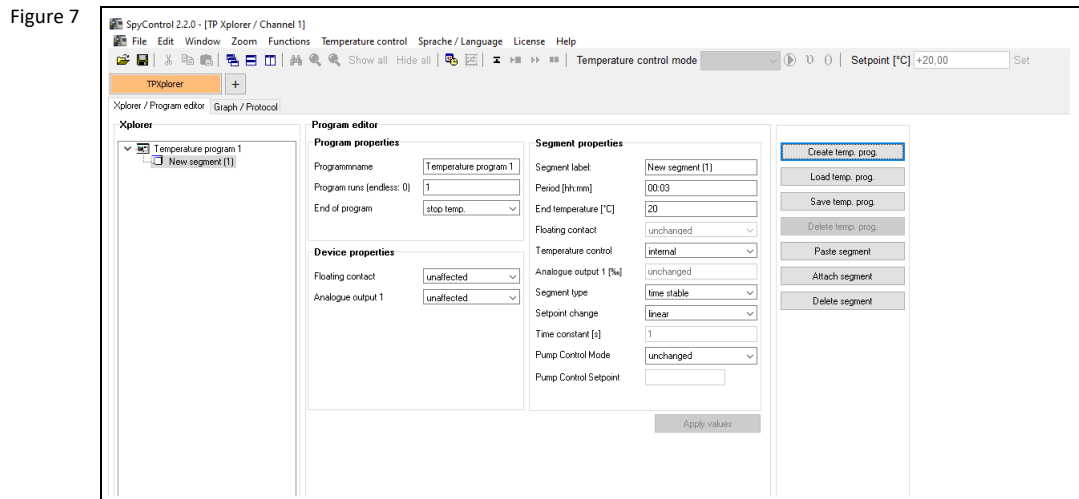 Figure 7
SpyControl 2.2.0 - [TP Xplorer / Channel 1]
File Edit Window Zoom Functions Temperature control Sprache / Language License Help
Show all Hide all Temperature control mode Setpoint [°C] +20,00 Set
TPXplorer +
Xplorer / Program editor Graph / Protocol
Xplorer
Temperature program 1
New segment (1)
Program editor
Program properties
Programmname Temperature program 1
Program runs (endless: 0) 1
End of program stop temp.
Device properties
Floating contact unaffected
Analogue output 1 unaffected
Segment properties
Segment label: New segment (1)
Period [hh:mm] 00:03
End temperature [°C] 20
Floating contact unchanged
Temperature control internal
Analogue output 1 [‰] unchanged
Segment type time stable
Setpoint change linear
Time constant [s] 1
Pump Control Mode unchanged
Pump Control Setpoint
Apply values
Create temp. prog.
Load temp. prog.
Save temp. prog.
Delete temp. prog.
Paste segment
Attach segment
Delete segment